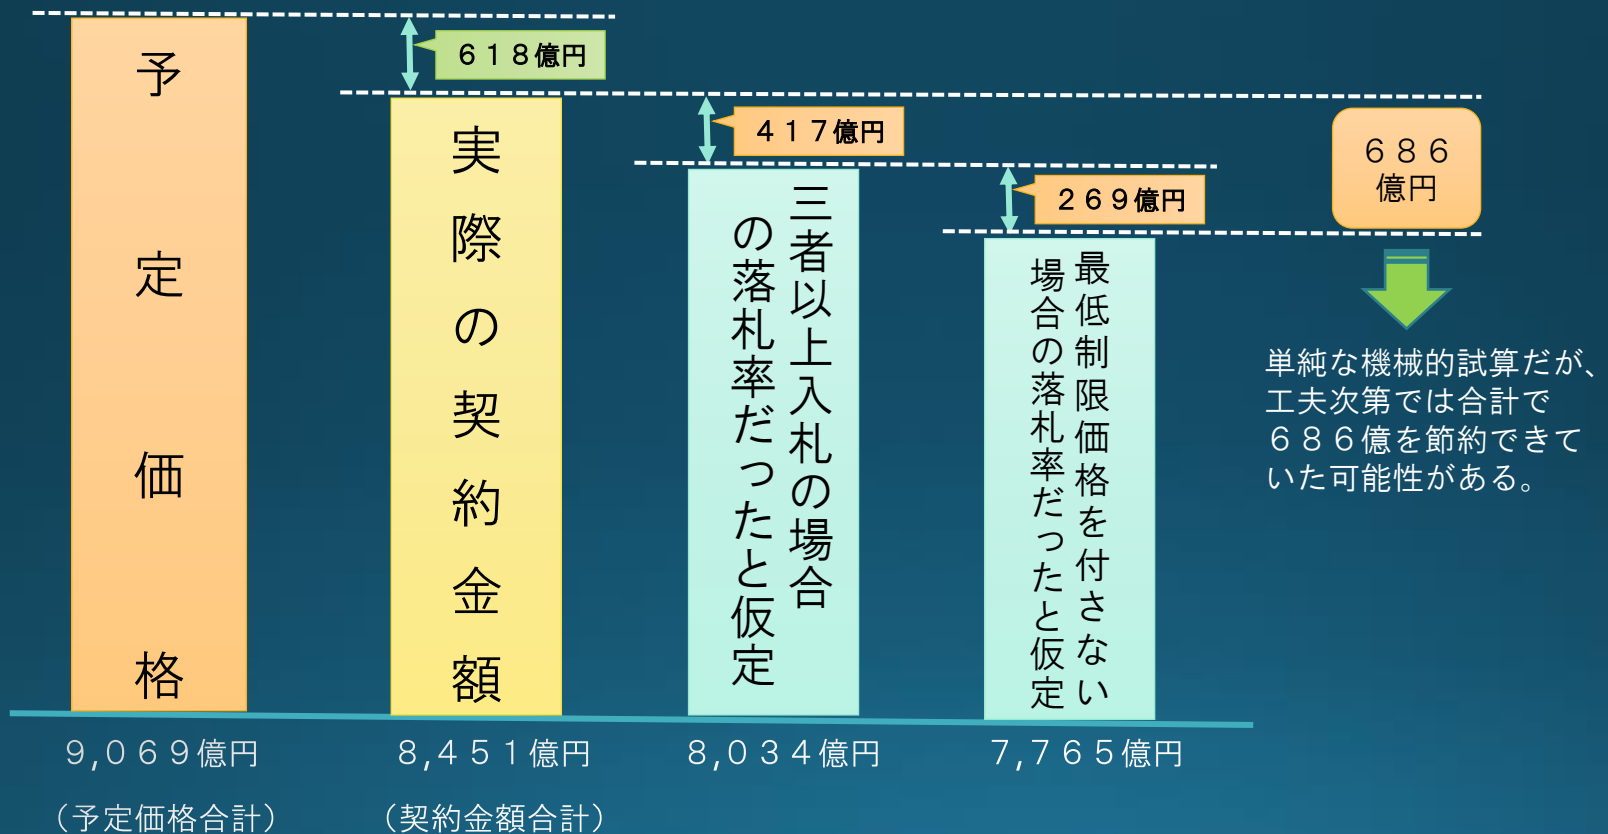 予定価格
６１８億円
実際の契約金額
４１７億円
三者以上入札の場合
の落札率だったと仮定
２６９億円
最低制限価格を付さない
場合の落札率だったと仮定
６８６
億円
単純な機械的試算だが、
工夫次第では合計で
６８６億を節約できて
いた可能性がある。
９,０６９億円
８,４５１億円
８,０３４億円
７,７６５億円
（予定価格合計）
（契約金額合計）